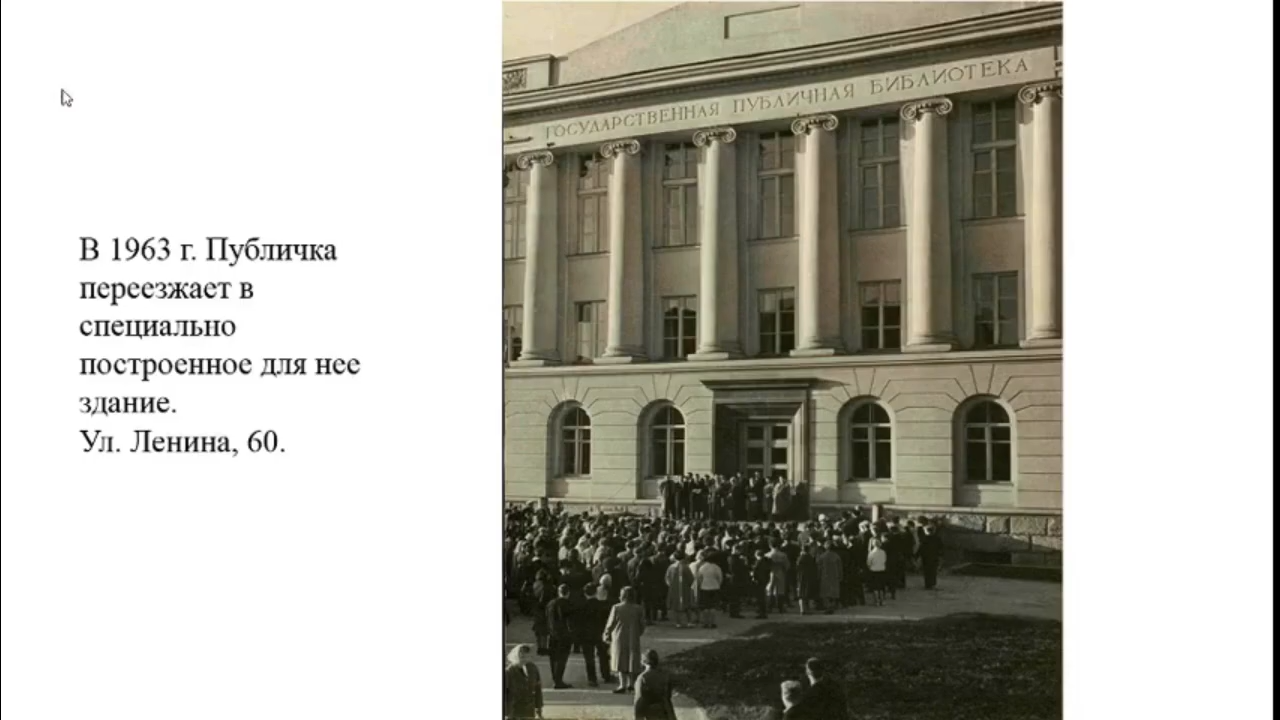 В 1963 г. Публичка
переезжает в
специально
построенное для нее
здание.
Ул. Ленина, 60.
ГОСУДАРСТВЕННАЯ ПУБЛИЧНАЯ БИБЛИОТЕКА